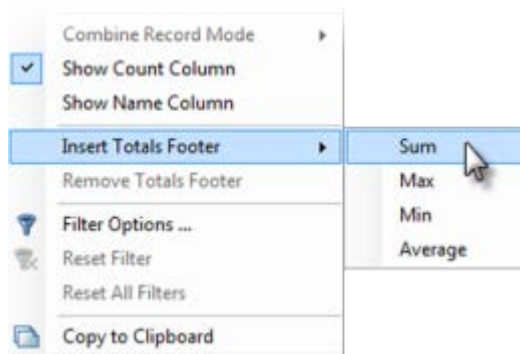 Combine Record Mode
Show Count Column
Show Name Column
Insert Totals Footer
Sum
Remove Totals Footer
Max
Filter Options ...
Min
Reset Filter
Average
Reset All Filters
Copy to Clipboard